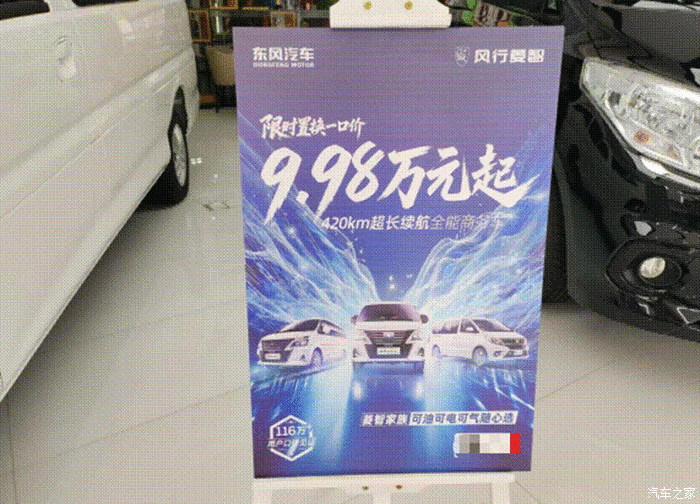 东风汽车
DONGFENG MOTOR
风行菱智
限时置换一口价
9.98万元起
420km超长续航全能商务车
菱智家族 可油可电可气随心选
116万
用户口碑见证
汽车之家